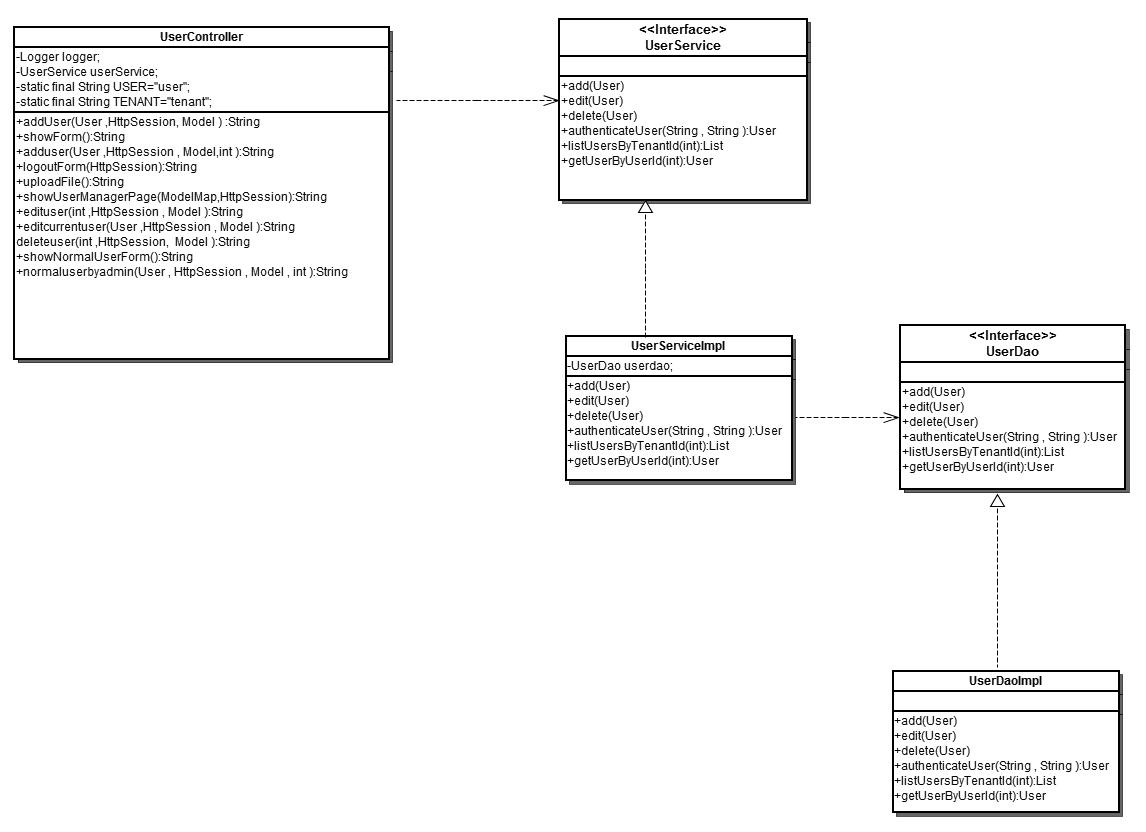 UserController
-Logger logger;
-UserService userService;
-static final String USER="user";
-static final String TENANT="tenant";
+addUser(User ,HttpSession, Model ) :String
+showForm():String
+adduser(User ,HttpSession , Model,int ):String
+logoutForm(HttpSession):String
+uploadFile():String
+showUserManagerPage(ModelMap,HttpSession):String
+edituser(int ,HttpSession , Model ):String
+editcurrentuser(User ,HttpSession , Model ):String
deleteuser(int ,HttpSession, Model ):String
+showNormalUserForm():String
+normaluserbyadmin(User , HttpSession , Model , int ):String
<<Interface>>
UserService
+add(User)
+edit(User)
+delete(User)
+authenticateUser(String , String ):User
+listUsersByTenantId(int):List
+getUserByUserId(int):User
UserServiceImpl
-UserDao userdao;
+add(User)
+edit(User)
+delete(User)
+authenticateUser(String , String ):User
+listUsersByTenantId(int):List
+getUserByUserId(int):User
<<Interface>>
UserDao
+add(User)
+edit(User)
+delete(User)
+authenticateUser(String , String ):User
+listUsersByTenantId(int):List
+getUserByUserId(int):User
UserDaoImpl
+add(User)
+edit(User)
+delete(User)
+authenticateUser(String , String ):User
+listUsersByTenantId(int):List
+getUserByUserId(int):User